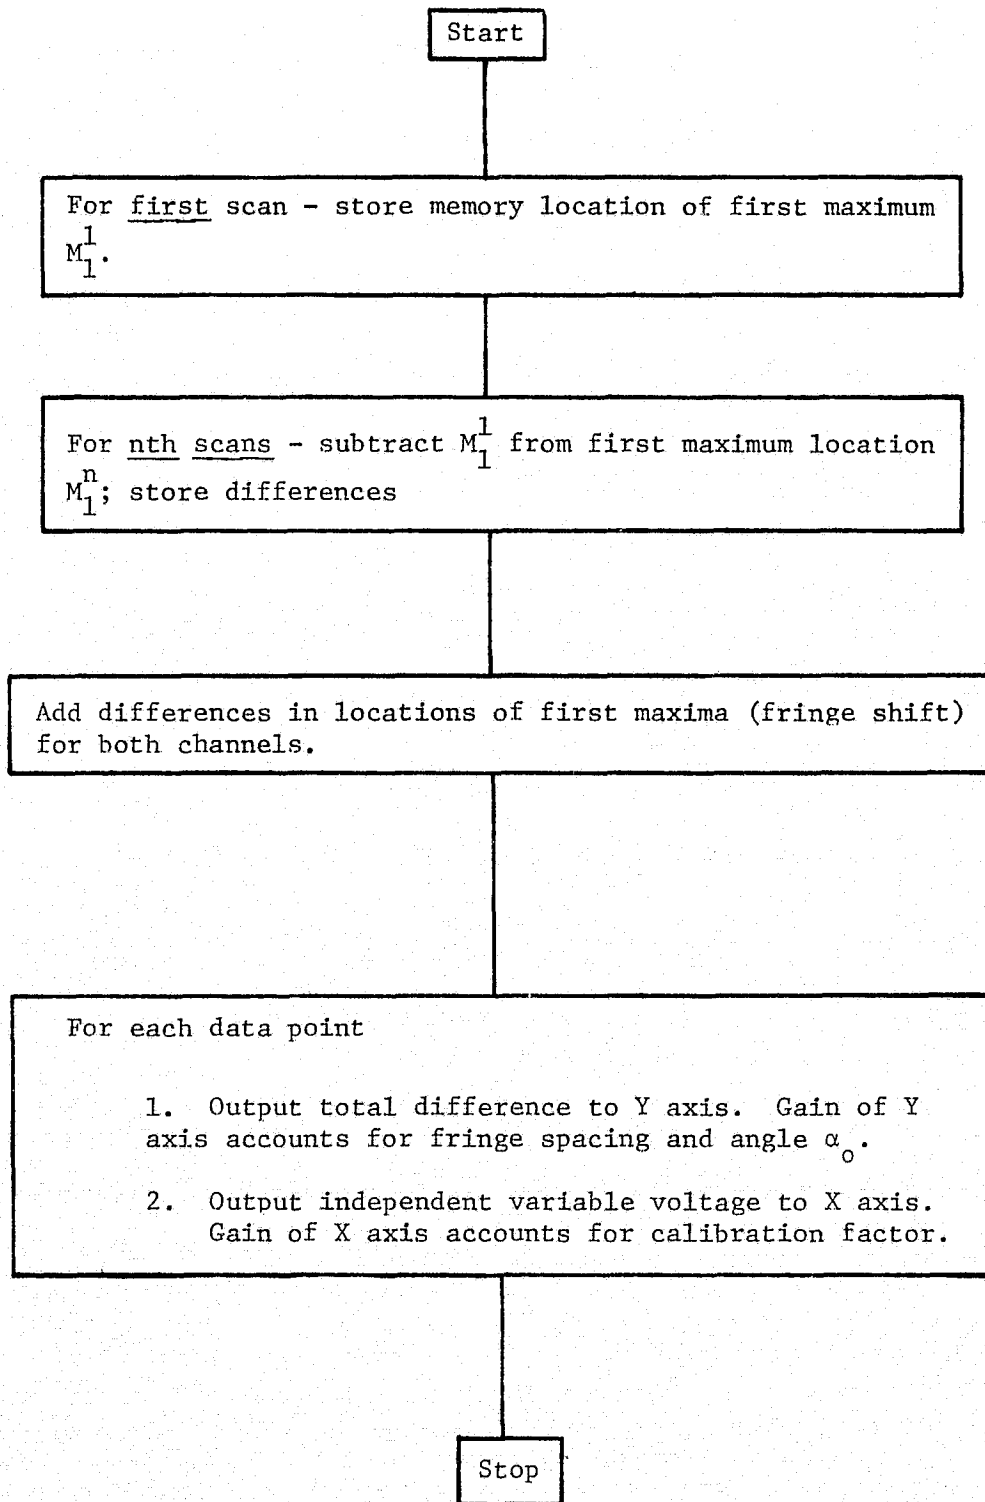 Start
For first scan - store memory location of first maximum
M₁¹.
For nth scans - subtract M₁¹ from first maximum location
M₁ⁿ; store differences
Add differences in locations of first maxima (fringe shift)
for both channels.
For each data point
1. Output total difference to Y axis. Gain of Y
axis accounts for fringe spacing and angle αₒ.
2. Output independent variable voltage to X axis.
Gain of X axis accounts for calibration factor.
Stop